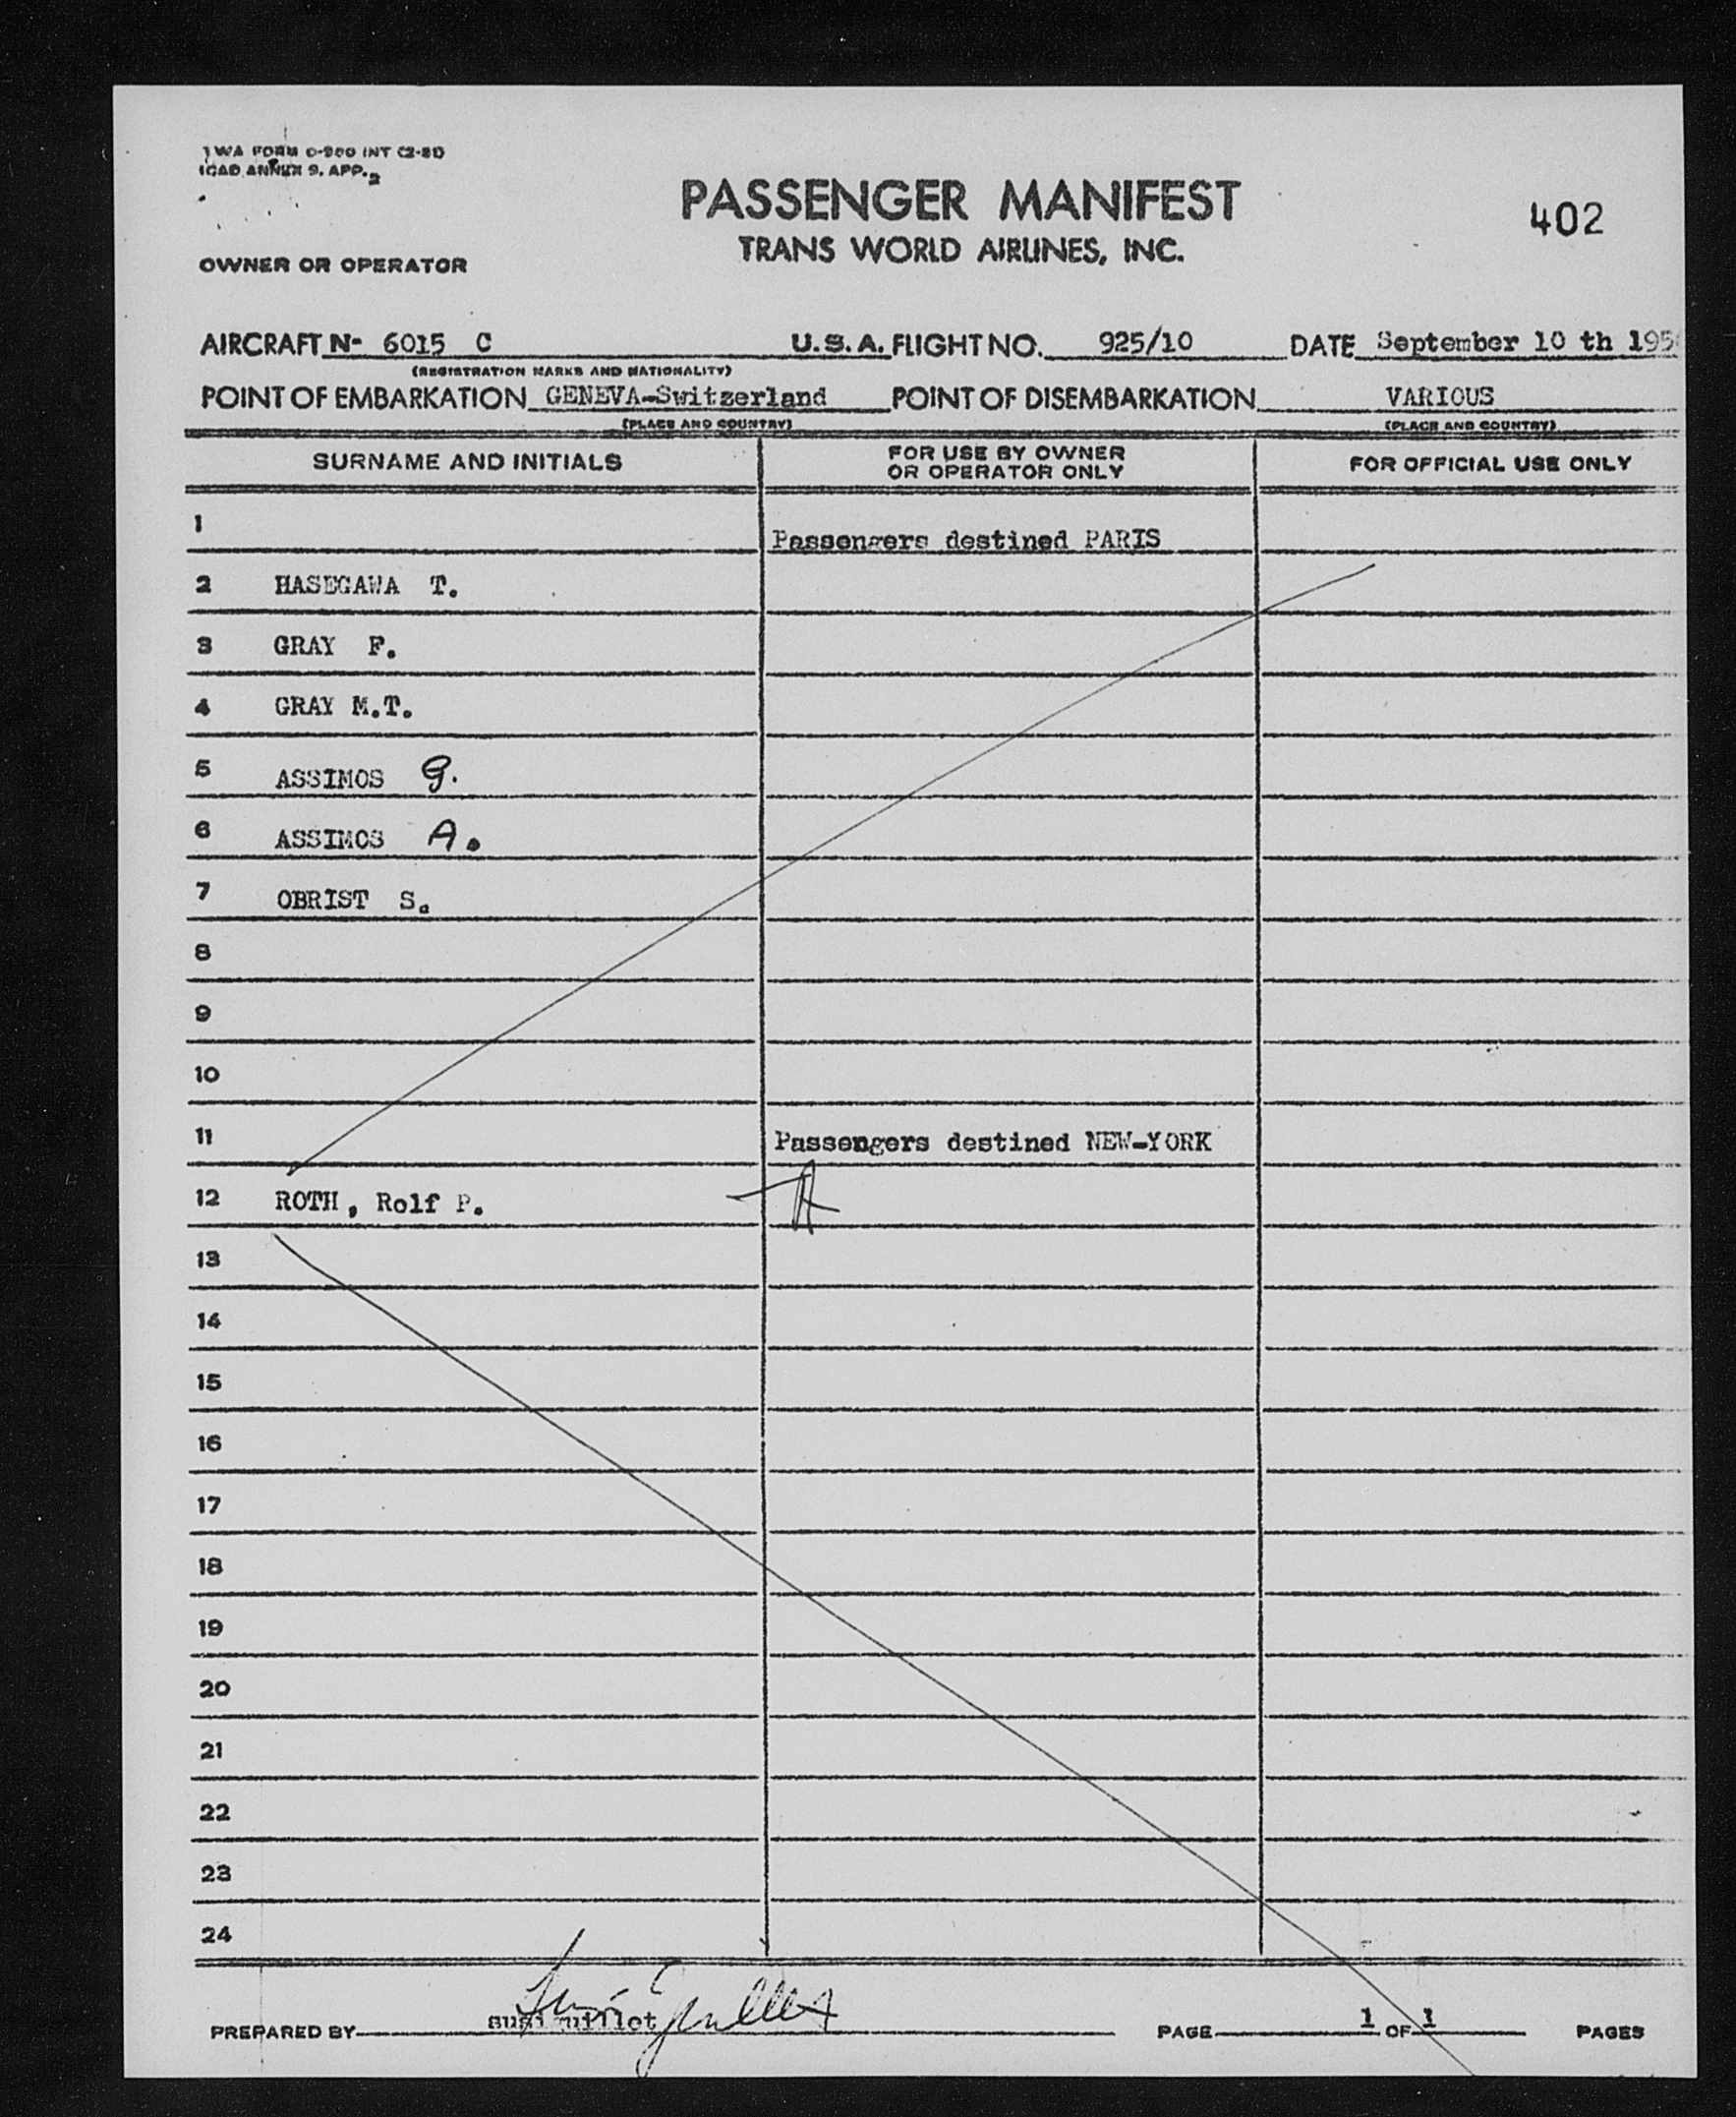 TWA FORM O-900 INT (2-51)
ICAO ANNEX 9, APP. 2
PASSENGER MANIFEST
402
TRANS WORLD AIRLINES, INC.
OWNER OR OPERATOR
AIRCRAFT N- 6015 C U.S.A. FLIGHT NO. 925/10 DATE September 10 th 195
(REGISTRATION MARKS AND NATIONALITY)
POINT OF EMBARKATION GENEVA-Switzerland POINT OF DISEMBARKATION VARIOUS
(PLACE AND COUNTRY) (PLACE AND COUNTRY)
SURNAME AND INITIALS FOR USE BY OWNER OR OPERATOR ONLY FOR OFFICIAL USE ONLY
1 Passengers destined PARIS
2 HASEGAWA T.
3 GRAY F.
4 GRAY M.T.
5 ASSIMOS G.
6 ASSIMOS A.
7 OBRIST S.
8
9
10
11 Passengers destined NEW-YORK
12 ROTH, Rolf P.
13
14
15
16
17
18
19
20
21
22
23
24
PREPARED BY PAGE 1 OF 1 PAGES